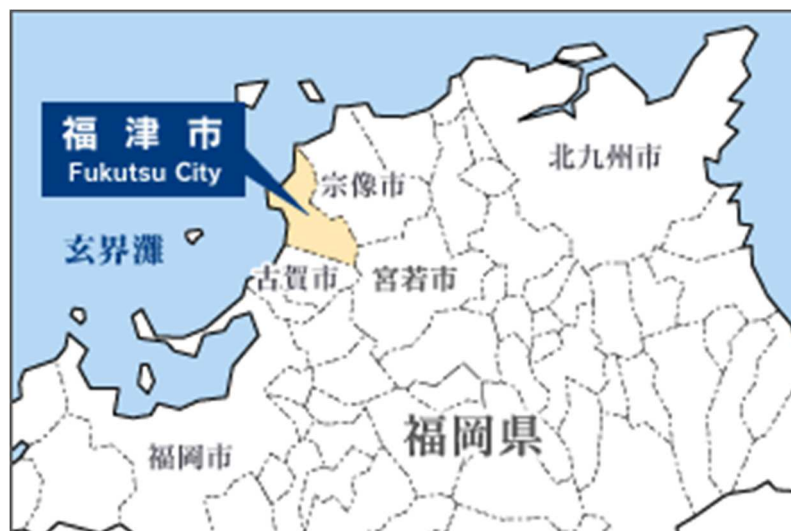 福津市
Fukutsu City
北九州市
宗像市
玄界灘
古賀市
宮若市
福岡県
福岡市